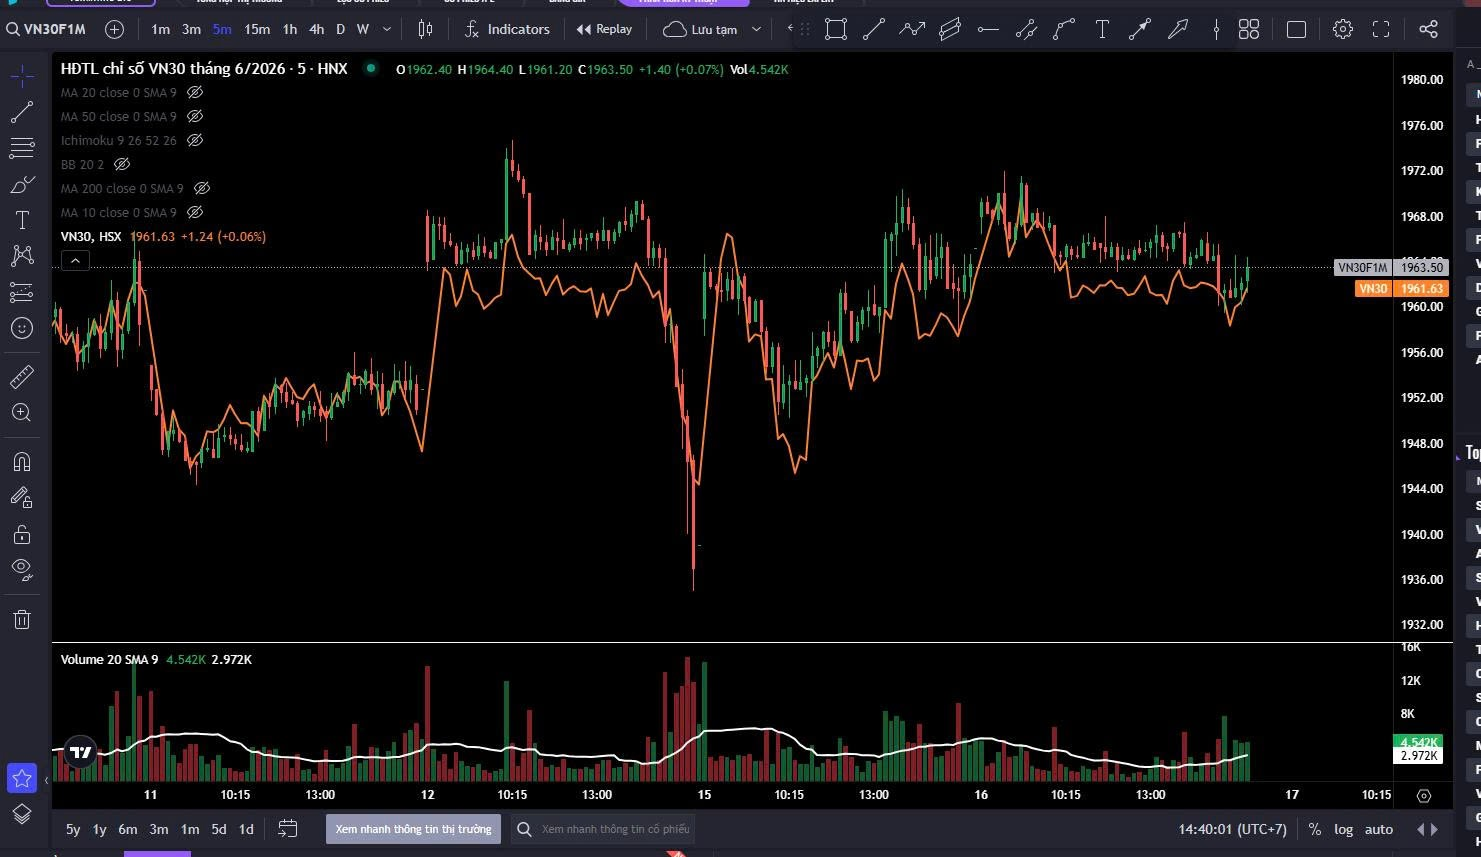 VN30F1M 1m 3m 5m 15m 1h 4h D W Indicators Replay Lưu tạm
HĐTL chỉ số VN30 tháng 6/2026 · 5 · HNX O1962.40 H1964.40 L1961.20 C1963.50 +1.40 (+0.07%) Vol4.542K
MA 20 close 0 SMA 9
MA 50 close 0 SMA 9
Ichimoku 9 26 52 26
BB 20 2
MA 200 close 0 SMA 9
MA 10 close 0 SMA 9
VN30, HSX 1961.63 +1.24 (+0.06%)
1980.00
1976.00
1972.00
1968.00
VN30F1M 1963.50
VN30 1961.63
1960.00
1956.00
1952.00
1948.00
1944.00
1940.00
1936.00
1932.00
Volume 20 SMA 9 4.542K 2.972K
16K
12K
8K
4.542K
2.972K
11 10:15 13:00 12 10:15 13:00 15 10:15 13:00 16 10:15 13:00 17 10:15
5y 1y 6m 3m 1m 5d 1d Xem nhanh thông tin thị trường Xem nhanh thông tin cổ phiếu 14:40:01 (UTC+7) % log auto